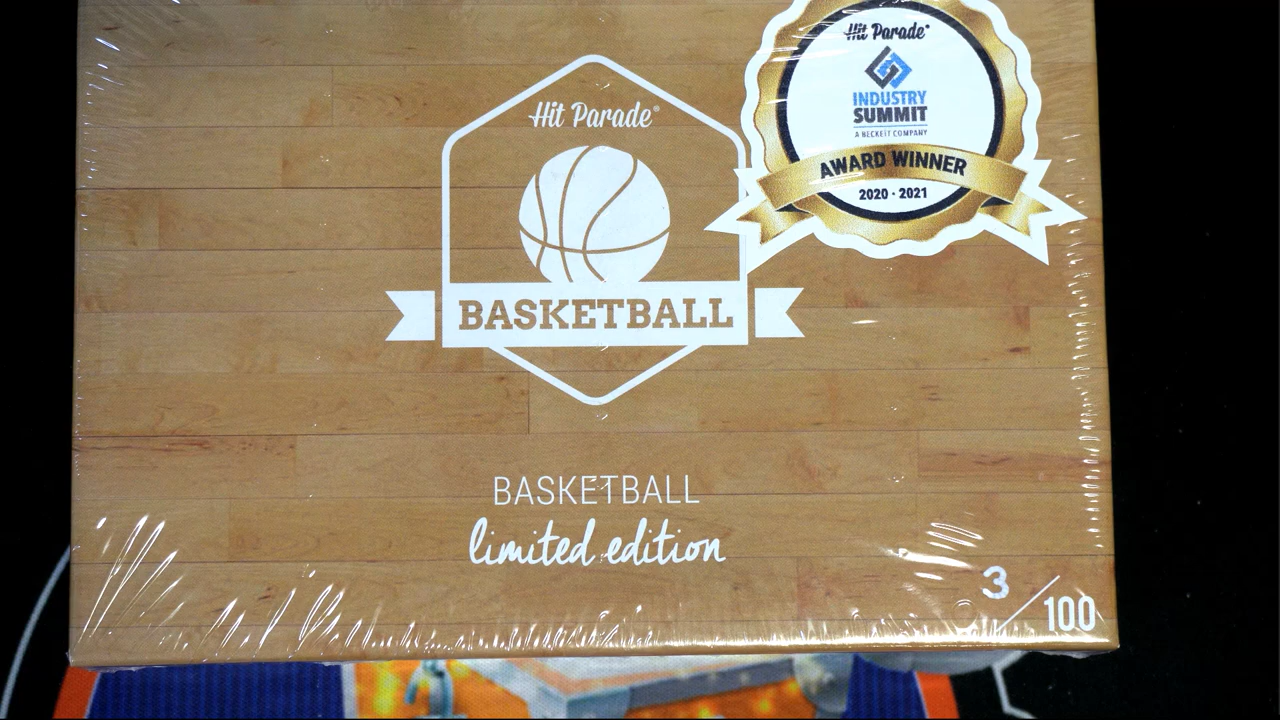 Hit Parade®
BASKETBALL
BASKETBALL
limited edition
3/100
Hit Parade®
INDUSTRY
SUMMIT
A BECKETT COMPANY
AWARD WINNER
2020 · 2021